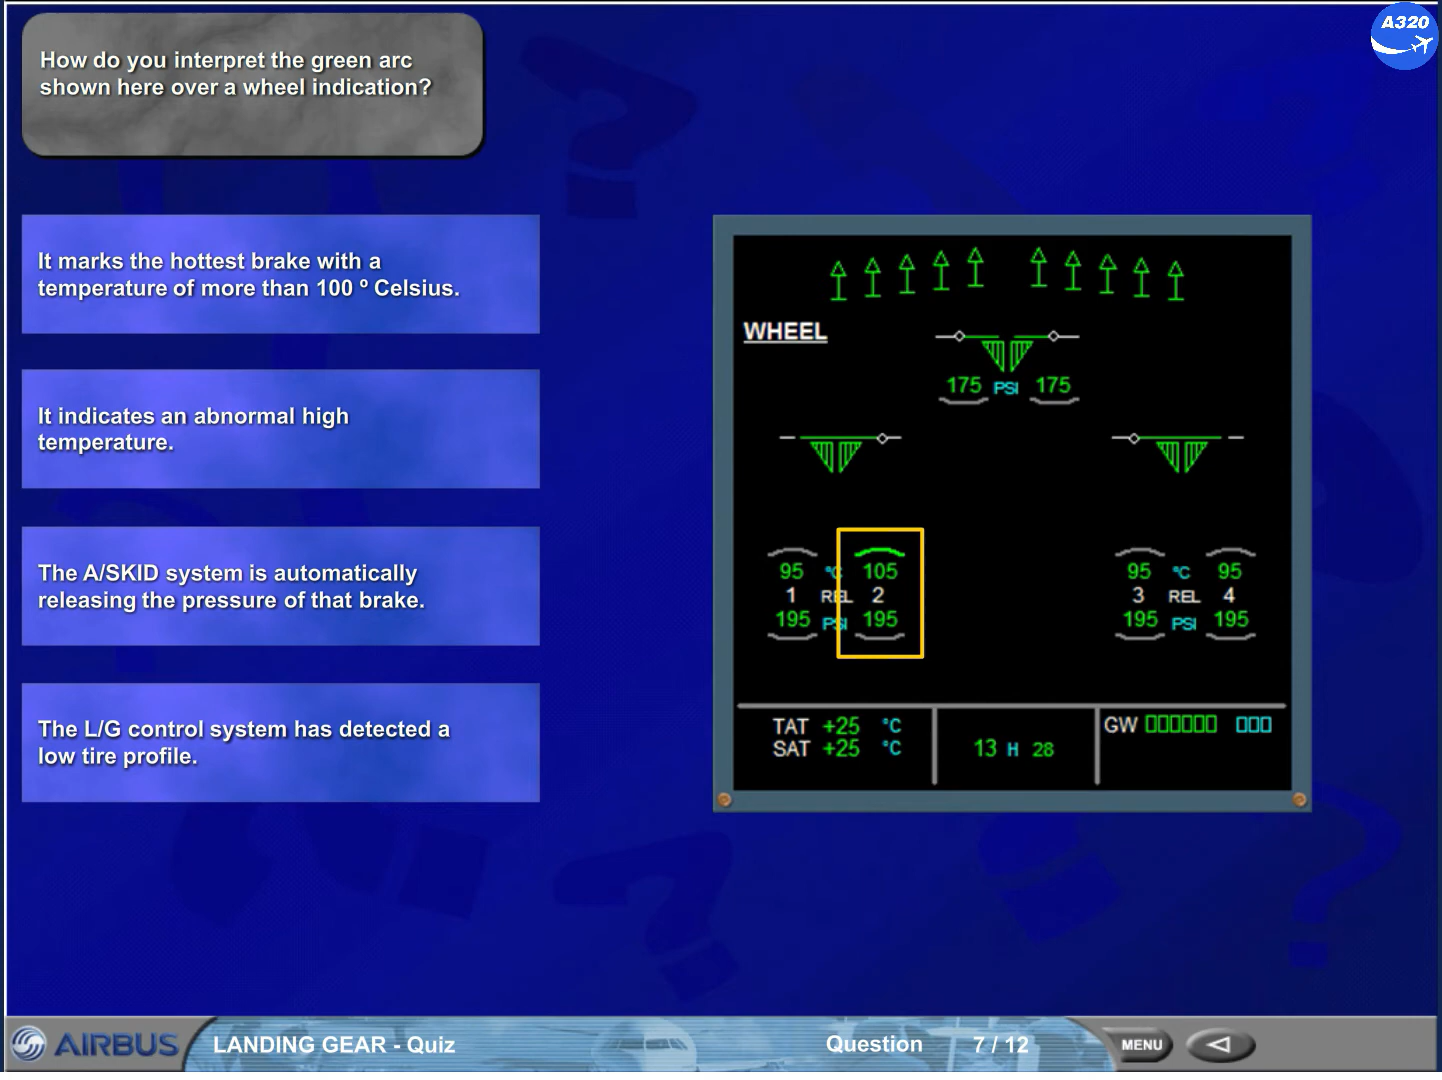 How do you interpret the green arc
shown here over a wheel indication?
A320
It marks the hottest brake with a
temperature of more than 100 º Celsius.
It indicates an abnormal high
temperature.
The A/SKID system is automatically
releasing the pressure of that brake.
The L/G control system has detected a
low tire profile.
WHEEL
175 PSI 175
95 °C 105
1 REL 2
195 PSI 195
95 °C 95
3 REL 4
195 PSI 195
TAT +25 °C
SAT +25 °C
13 H 28
GW
AIRBUS
LANDING GEAR - Quiz
Question 7 / 12
MENU